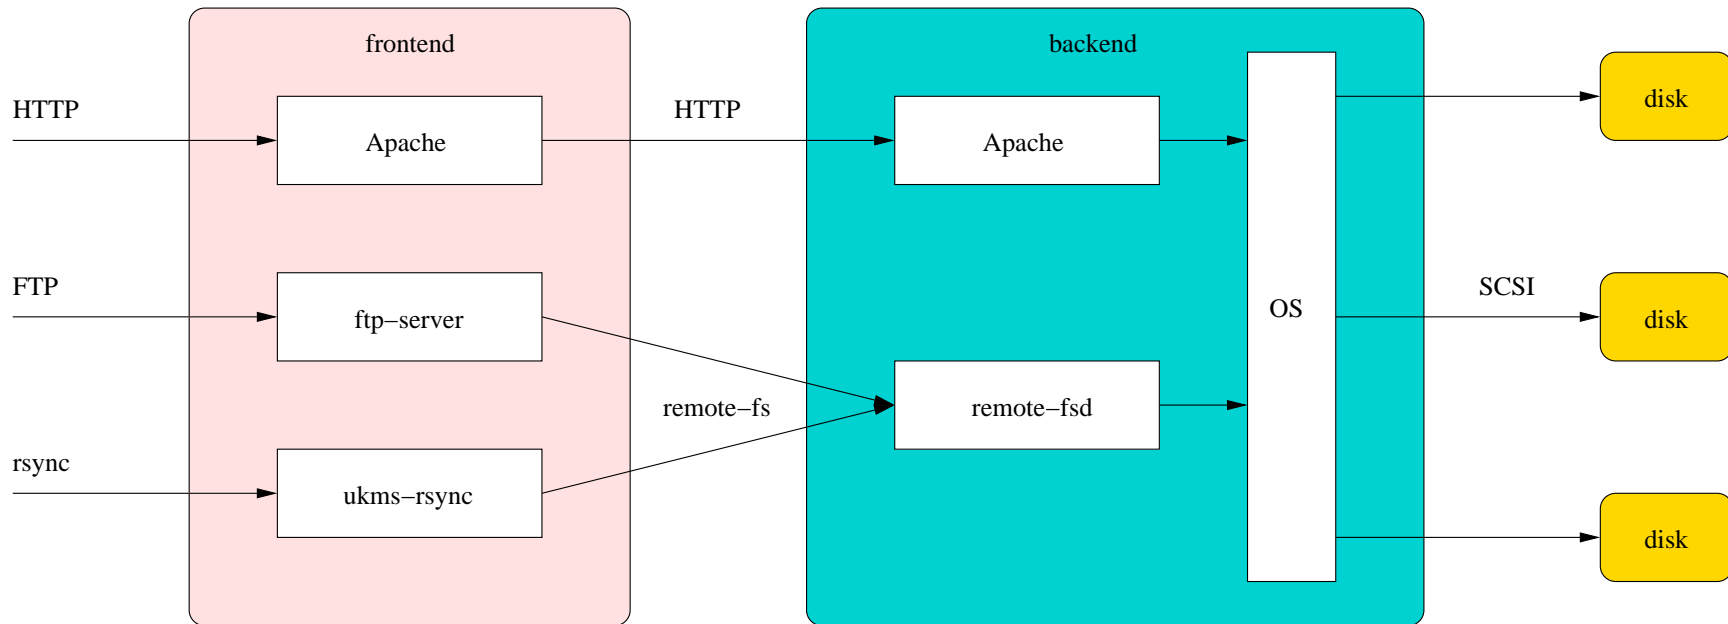 frontend
backend
HTTP
Apache
HTTP
Apache
disk
FTP
ftp−server
OS
SCSI
disk
remote−fs
remote−fsd
rsync
ukms−rsync
disk